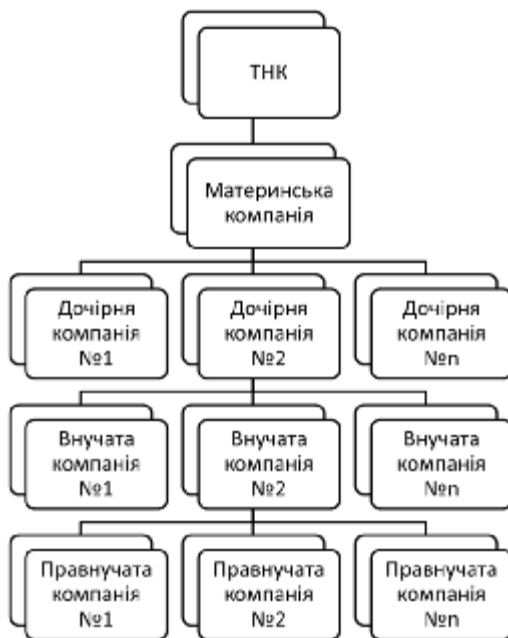 ТНК
Материнська
компанія
Дочірня
компанія
№1
Дочірня
компанія
№2
Дочірня
компанія
№n
Внучата
компанія
№1
Внучата
компанія
№2
Внучата
компанія
№n
Правнучата
компанія
№1
Правнучата
компанія
№2
Правнучата
компанія
№n